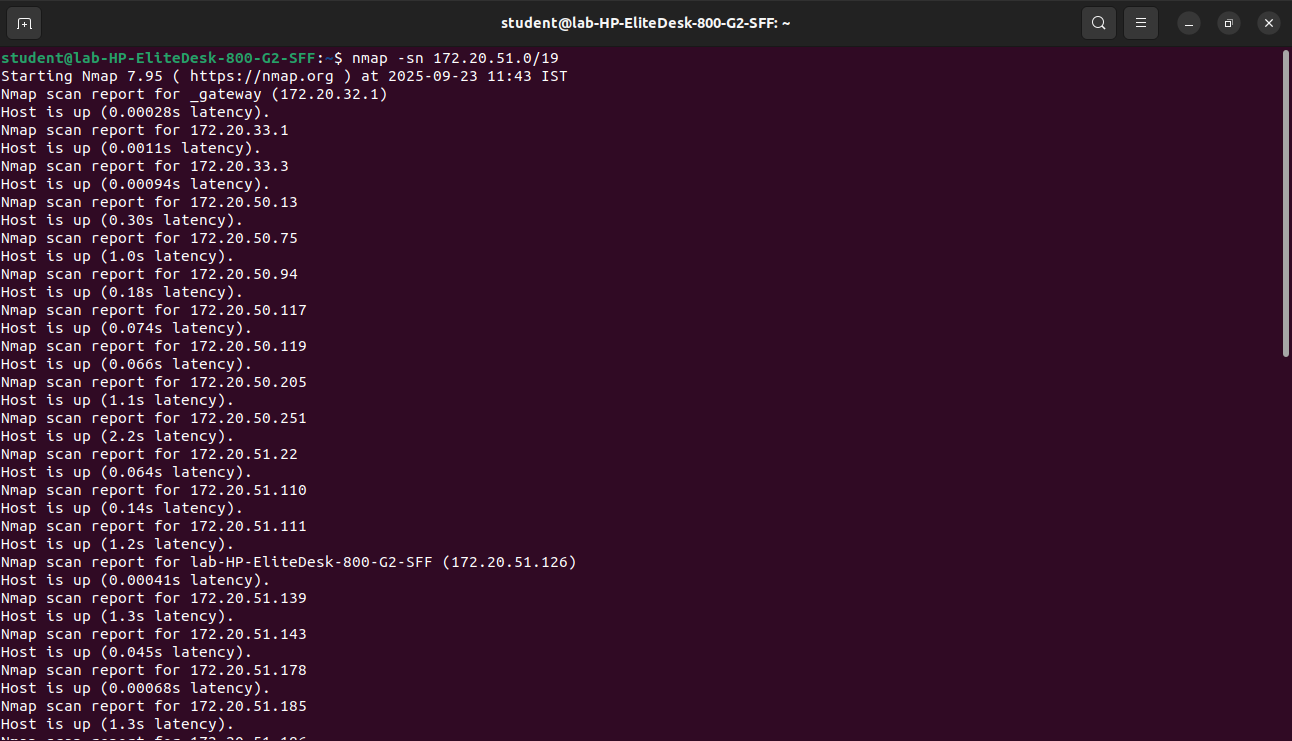 student@lab-HP-EliteDesk-800-G2-SFF: ~
student@lab-HP-EliteDesk-800-G2-SFF:~$ nmap -sn 172.20.51.0/19
Starting Nmap 7.95 ( https://nmap.org ) at 2025-09-23 11:43 IST
Nmap scan report for _gateway (172.20.32.1)
Host is up (0.00028s latency).
Nmap scan report for 172.20.33.1
Host is up (0.0011s latency).
Nmap scan report for 172.20.33.3
Host is up (0.00094s latency).
Nmap scan report for 172.20.50.13
Host is up (0.30s latency).
Nmap scan report for 172.20.50.75
Host is up (1.0s latency).
Nmap scan report for 172.20.50.94
Host is up (0.18s latency).
Nmap scan report for 172.20.50.117
Host is up (0.074s latency).
Nmap scan report for 172.20.50.119
Host is up (0.066s latency).
Nmap scan report for 172.20.50.205
Host is up (1.1s latency).
Nmap scan report for 172.20.50.251
Host is up (2.2s latency).
Nmap scan report for 172.20.51.22
Host is up (0.064s latency).
Nmap scan report for 172.20.51.110
Host is up (0.14s latency).
Nmap scan report for 172.20.51.111
Host is up (1.2s latency).
Nmap scan report for lab-HP-EliteDesk-800-G2-SFF (172.20.51.126)
Host is up (0.00041s latency).
Nmap scan report for 172.20.51.139
Host is up (1.3s latency).
Nmap scan report for 172.20.51.143
Host is up (0.045s latency).
Nmap scan report for 172.20.51.178
Host is up (0.00068s latency).
Nmap scan report for 172.20.51.185
Host is up (1.3s latency).
Nmap scan report for